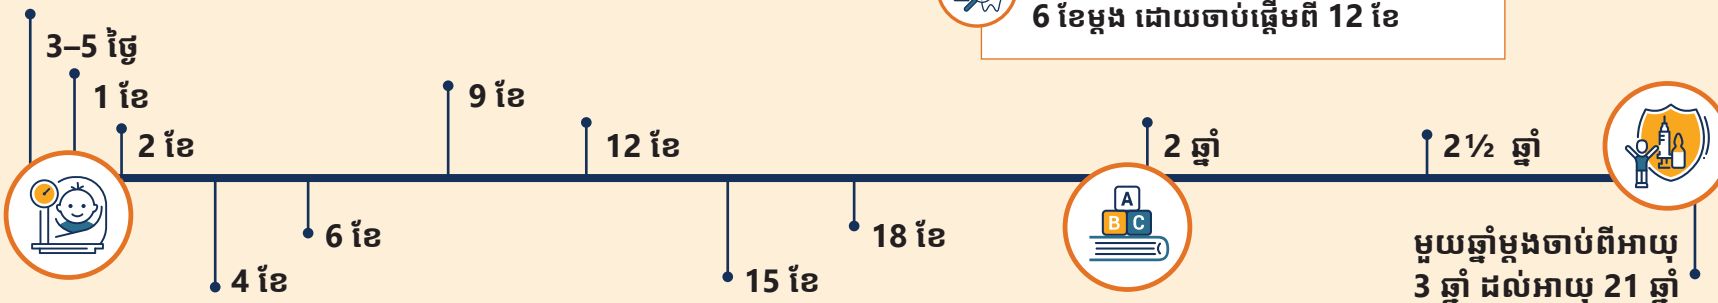 6 ខែម្តង ដោយចាប់ផ្តើមពី 12 ខែ
3–5 ថ្ងៃ
1 ខែ
2 ខែ
4 ខែ
6 ខែ
9 ខែ
12 ខែ
15 ខែ
18 ខែ
A
B C
2 ឆ្នាំ
2½ ឆ្នាំ
មួយឆ្នាំម្តងចាប់ពីអាយុ
3 ឆ្នាំ ដល់អាយុ 21 ឆ្នាំ